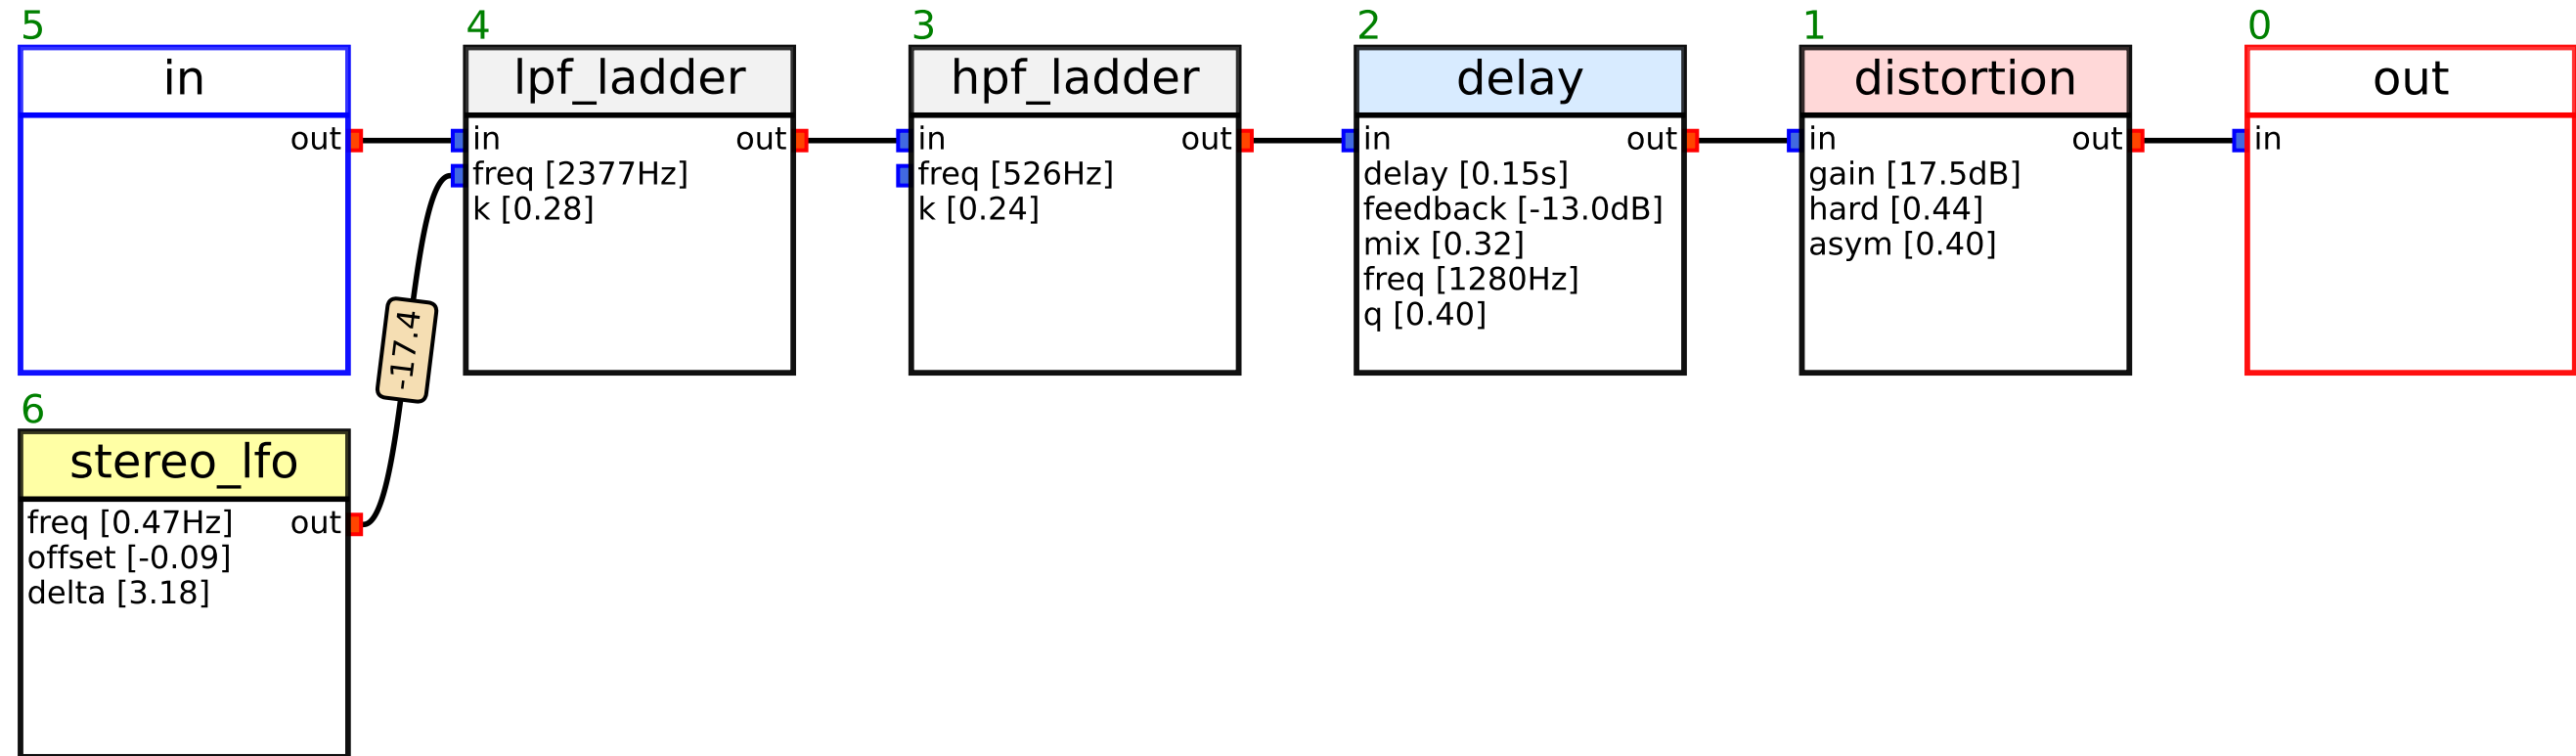 5
in
out
4
lpf_ladder
in out
freq [2377Hz]
k [0.28]
3
hpf_ladder
in out
freq [526Hz]
k [0.24]
2
delay
in out
delay [0.15s]
feedback [-13.0dB]
mix [0.32]
freq [1280Hz]
q [0.40]
1
distortion
in out
gain [17.5dB]
hard [0.44]
asym [0.40]
0
out
in
-17.4
6
stereo_lfo
freq [0.47Hz] out
offset [-0.09]
delta [3.18]